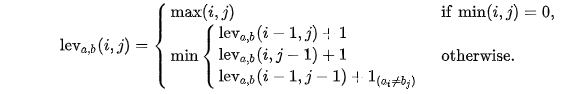 max(i, j) if min(i, j) = 0,
lev_{a,b}(i − 1, j) + 1
lev_{a,b}(i, j) = min lev_{a,b}(i, j − 1) + 1 otherwise.
lev_{a,b}(i − 1, j − 1) + 1_{(a_i≠b_j)}